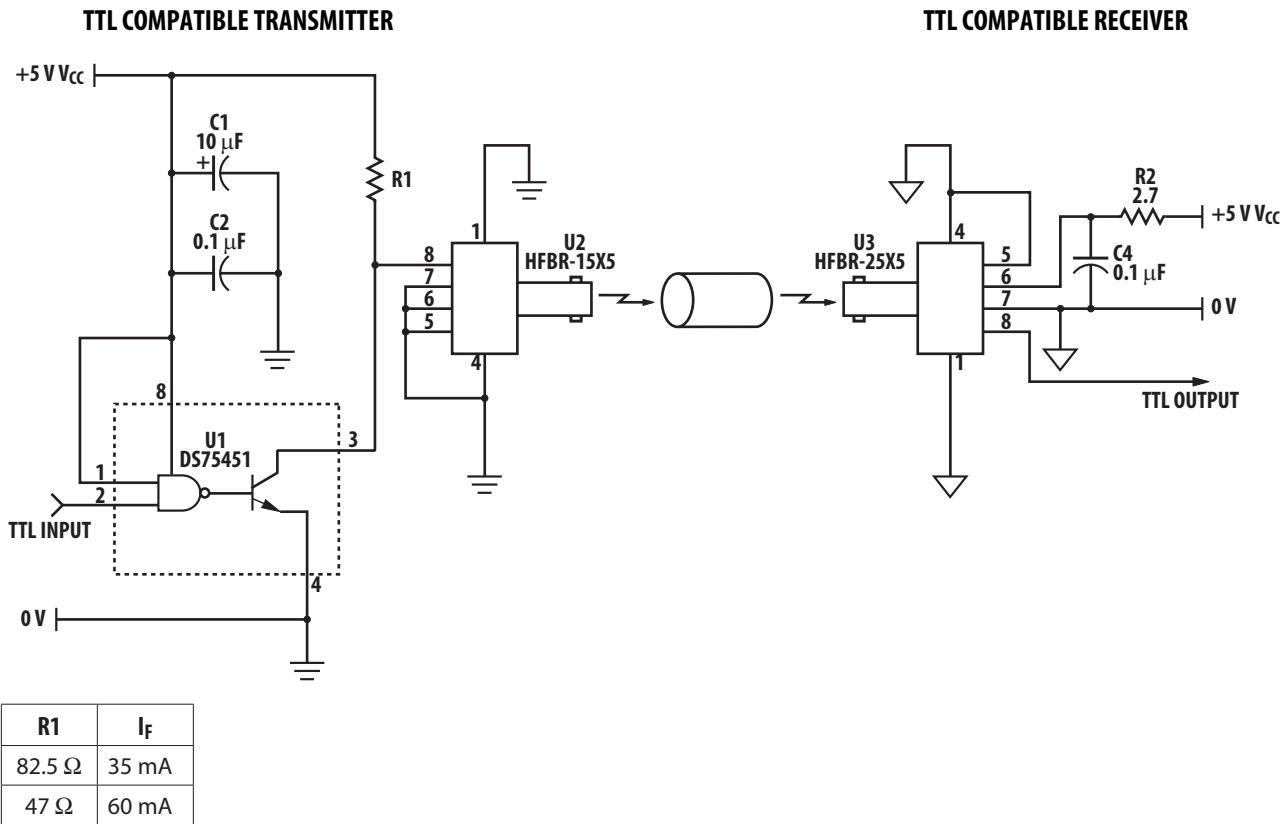 TTL COMPATIBLE TRANSMITTER
TTL COMPATIBLE RECEIVER
+5 V VCC
C1
10 μF
+
R1
C2
0.1 μF
1
8
7
6
5
4
U2
HFBR-15X5
U3
HFBR-25X5
4
5
6
7
8
1
R2
2.7
+5 V VCC
C4
0.1 μF
0 V
TTL OUTPUT
8
U1
DS75451
3
1
2
TTL INPUT
4
0 V
R1 IF
82.5 Ω 35 mA
47 Ω 60 mA